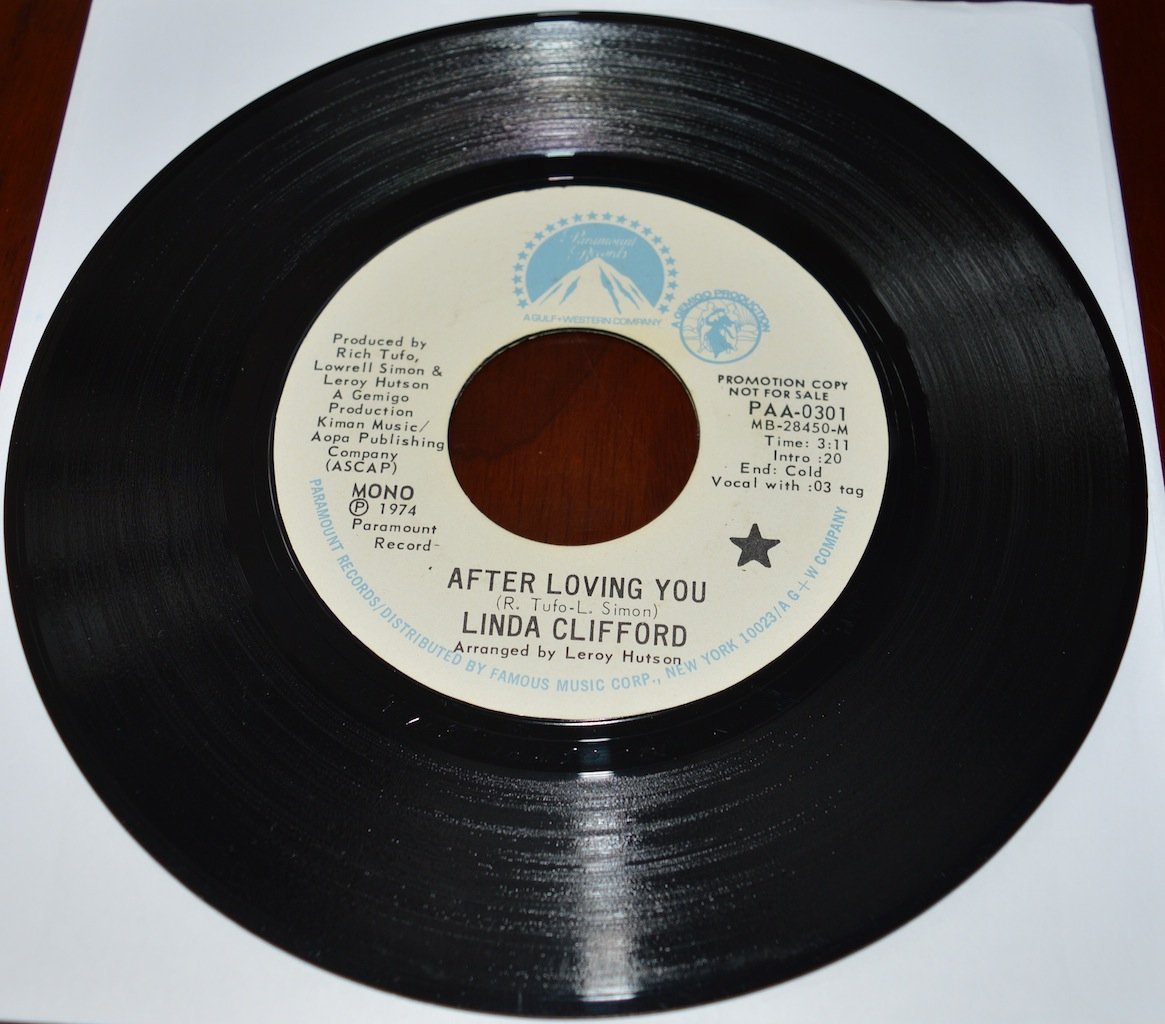 Paramount
Records
A GULF+WESTERN COMPANY
A GEMIGO PRODUCTION
Produced by
Rich Tufo,
Lowrell Simon &
Leroy Hutson
A Gemigo
Production
Kiman Music/
Aopa Publishing
Company
(ASCAP)
MONO
Ⓟ 1974
Paramount
Record-
PROMOTION COPY
NOT FOR SALE
PAA-0301
MB-28450-M
Time: 3:11
Intro :20
End: Cold
Vocal with :03 tag
AFTER LOVING YOU
(R. Tufo-L. Simon)
LINDA CLIFFORD
Arranged by Leroy Hutson
PARAMOUNT RECORDS/DISTRIBUTED BY FAMOUS MUSIC CORP., NEW YORK 10023/A G+W COMPANY